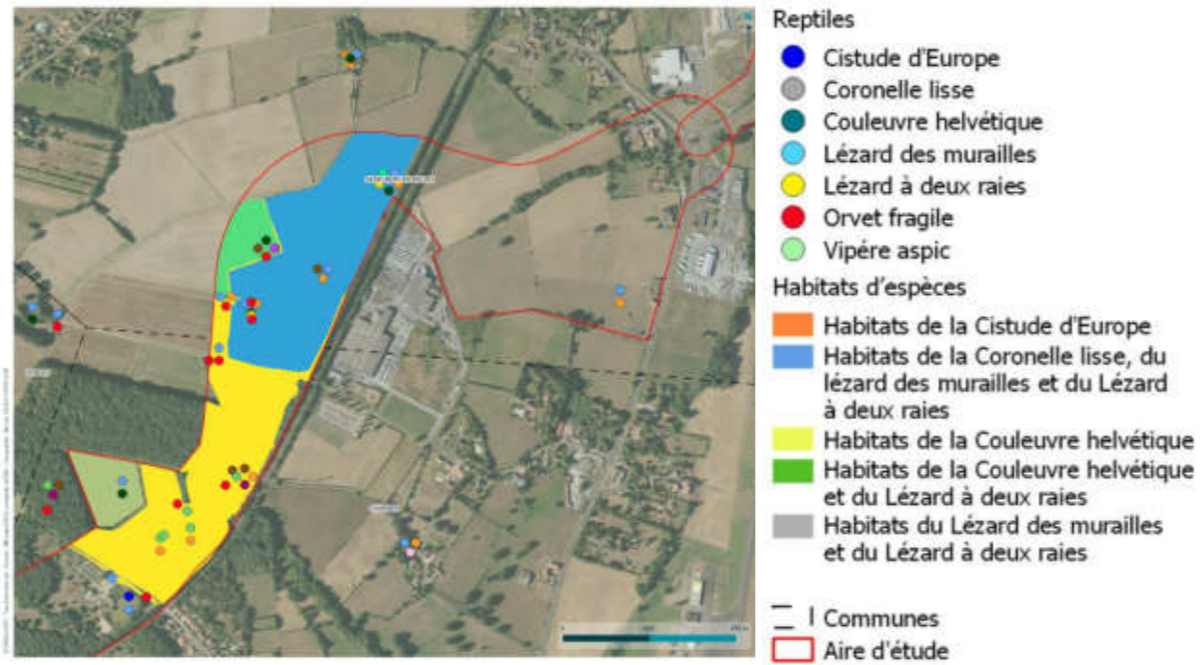 Reptiles
Cistude d'Europe
Coronelle lisse
Couleuvre helvétique
Lézard des murailles
Lézard à deux raies
Orvet fragile
Vipère aspic
Habitats d'espèces
Habitats de la Cistude d'Europe
Habitats de la Coronelle lisse, du
lézard des murailles et du Lézard
à deux raies
Habitats de la Couleuvre helvétique
Habitats de la Couleuvre helvétique
et du Lézard à deux raies
Habitats du Lézard des murailles
et du Lézard à deux raies
Communes
Aire d'étude